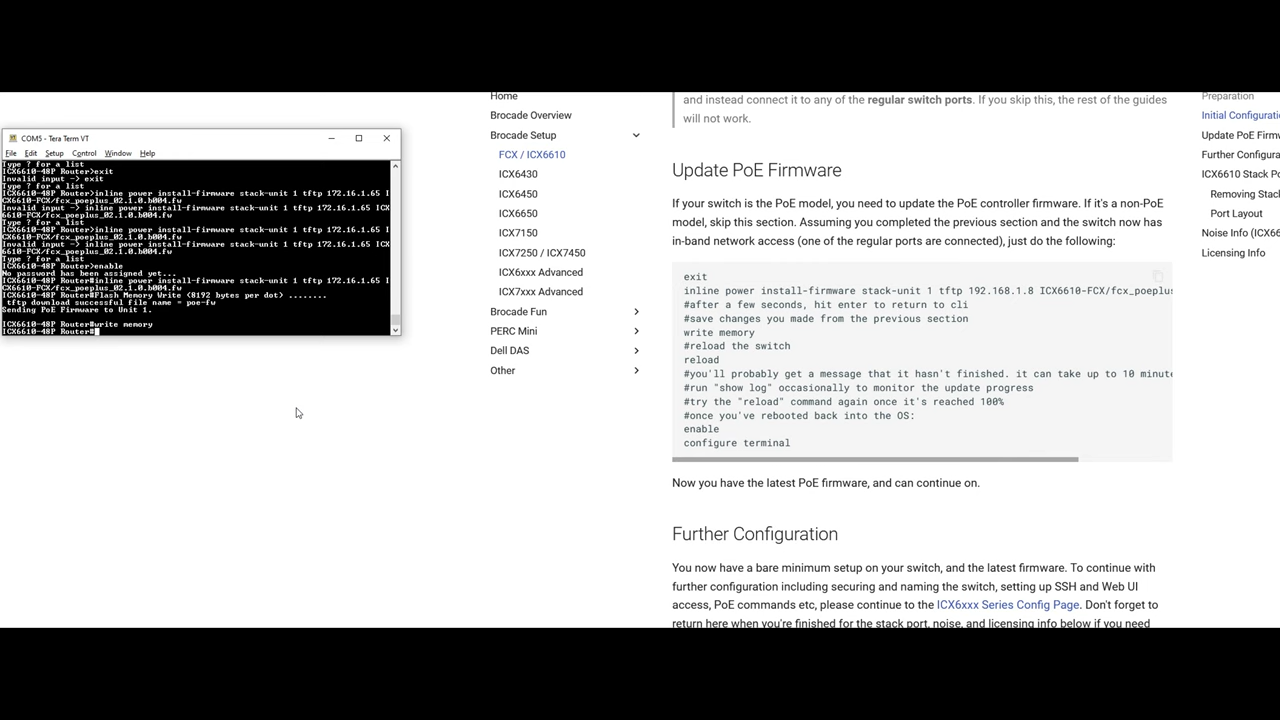 COM5 - Tera Term VT
File Edit Setup Control Window Help
Type ? for a list
ICX6610-48P Router>exit
Invalid input -> exit
Type ? for a list
ICX6610-48P Router>inline power install-firmware stack-unit 1 tftp 172.16.1.65 I
CX6610-FCX/fcx_poeplus_02.1.0.b004.fw
Invalid input -> inline power install-firmware stack-unit 1 tftp 172.16.1.65 ICX
6610-FCX/fcx_poeplus_02.1.0.b004.fw
Type ? for a list
ICX6610-48P Router>inline power install-firmware stack-unit 1 tftp 172.16.1.65 I
CX6610-FCX/fcx_poeplus_02.1.0.b004.fw
Invalid input -> inline power install-firmware stack-unit 1 tftp 172.16.1.65 ICX
6610-FCX/fcx_poeplus_02.1.0.b004.fw
Type ? for a list
ICX6610-48P Router>enable
No password has been assigned yet...
ICX6610-48P Router#inline power install-firmware stack-unit 1 tftp 172.16.1.65 I
CX6610-FCX/fcx_poeplus_02.1.0.b004.fw
ICX6610-48P Router#Flash Memory Write (8192 bytes per dot) ........
tftp download successful file name = poe-fw
Sending PoE Firmware to Unit 1.
ICX6610-48P Router#write memory
ICX6610-48P Router#
Home
Brocade Overview
Brocade Setup
FCX / ICX6610
ICX6430
ICX6450
ICX6650
ICX7150
ICX7250 / ICX7450
ICX6xxx Advanced
ICX7xxx Advanced
Brocade Fun
PERC Mini
Dell DAS
Other
and instead connect it to any of the regular switch ports. If you skip this, the rest of the guides
will not work.
Update PoE Firmware
If your switch is the PoE model, you need to update the PoE controller firmware. If it's a non-PoE
model, skip this section. Assuming you completed the previous section and the switch now has
in-band network access (one of the regular ports are connected), just do the following:
exit
inline power install-firmware stack-unit 1 tftp 192.168.1.8 ICX6610-FCX/fcx_poeplus
#after a few seconds, hit enter to return to cli
#save changes you made from the previous section
write memory
#reload the switch
reload
#you'll probably get a message that it hasn't finished. it can take up to 10 minute
#run "show log" occasionally to monitor the update progress
#try the "reload" command again once it's reached 100%
#once you've rebooted back into the OS:
enable
configure terminal
Now you have the latest PoE firmware, and can continue on.
Further Configuration
You now have a bare minimum setup on your switch, and the latest firmware. To continue with
further configuration including securing and naming the switch, setting up SSH and Web UI
access, PoE commands etc, please continue to the ICX6xxx Series Config Page. Don't forget to
return here when you're finished for the stack port, noise, and licensing info below if you need
Preparation
Initial Configurati
Update PoE Firmw
Further Configura
ICX6610 Stack Po
Removing Stac
Port Layout
Noise Info (ICX66
Licensing Info